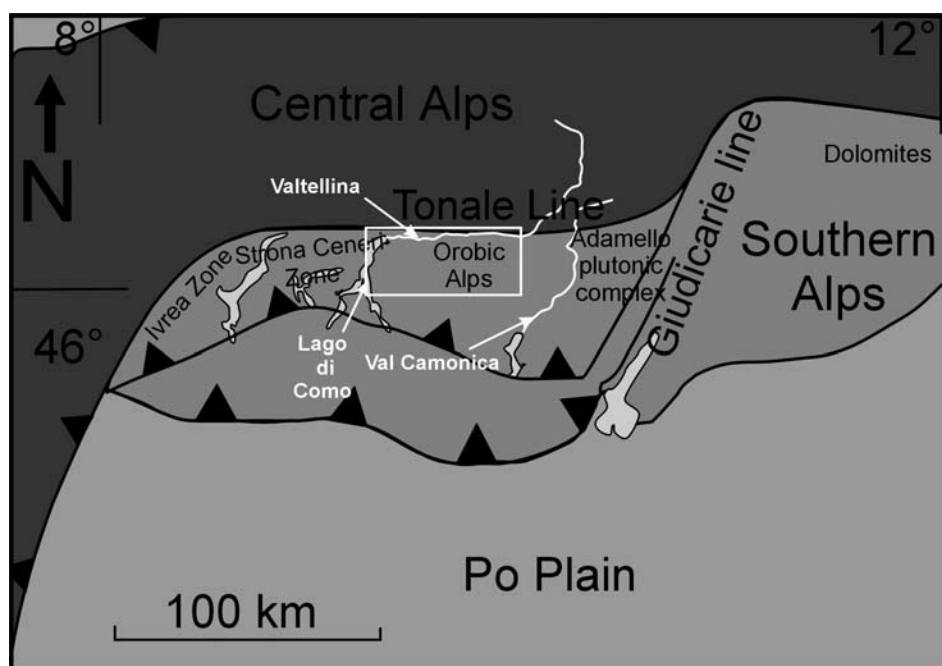 8°
12°
N
Central Alps
Dolomites
Valtellina
Tonale Line
Giudicarie line
Southern
Alps
Strona Ceneri
Zone
Ivrea Zone
Orobic
Alps
Adamello
plutonic
complex
46°
Lago
di
Como
Val Camonica
Po Plain
100 km